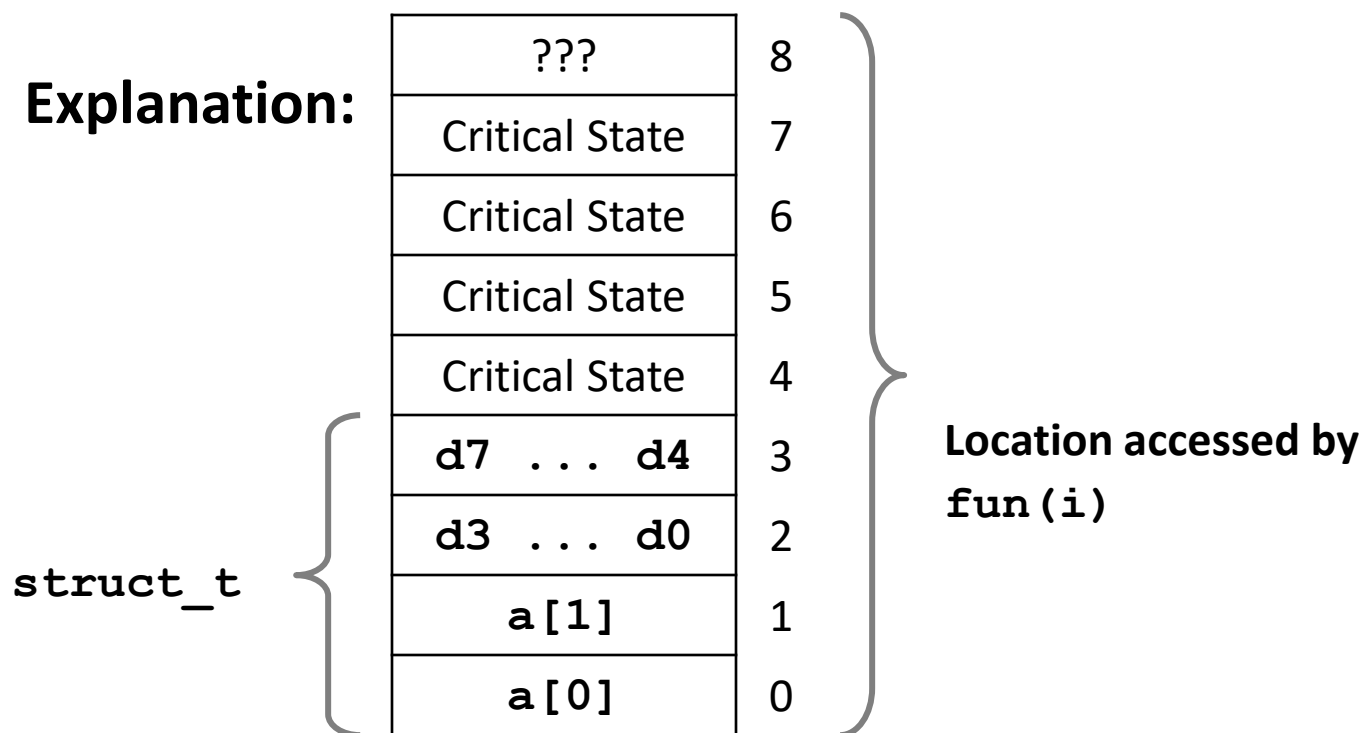 Explanation:
??? 8
Critical State 7
Critical State 6
Critical State 5
Critical State 4
d7 ... d4 3
d3 ... d0 2
a[1] 1
a[0] 0
struct_t
Location accessed by
fun(i)